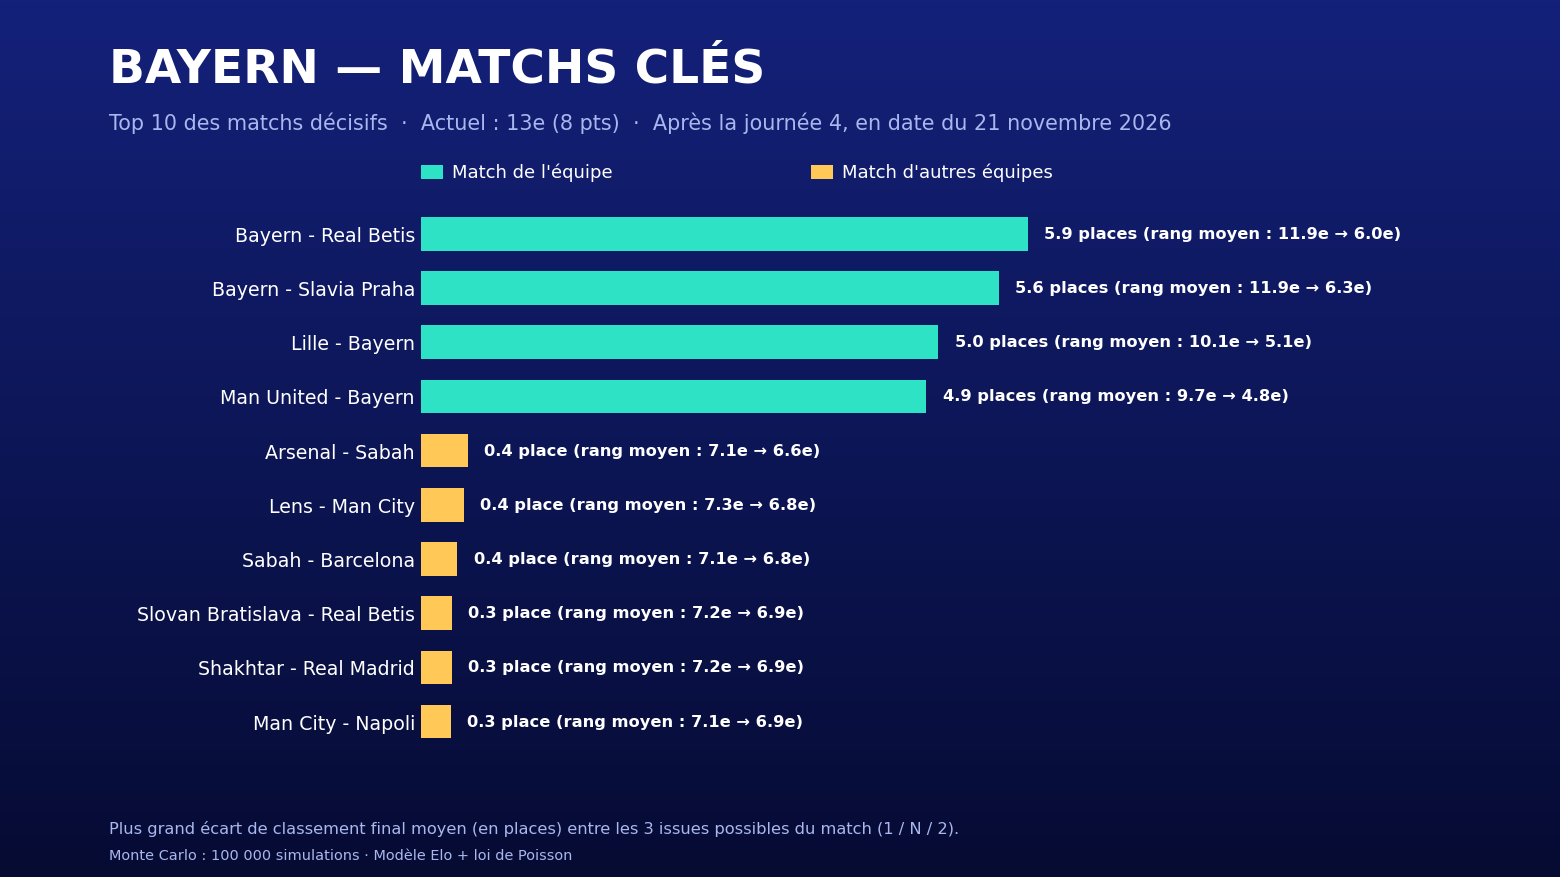 BAYERN — MATCHS CLÉS
Top 10 des matchs décisifs · Actuel : 13e (8 pts) · Après la journée 4, en date du 21 novembre 2026
Match de l'équipe
Match d'autres équipes
Bayern - Real Betis 5.9 places (rang moyen : 11.9e → 6.0e)
Bayern - Slavia Praha 5.6 places (rang moyen : 11.9e → 6.3e)
Lille - Bayern 5.0 places (rang moyen : 10.1e → 5.1e)
Man United - Bayern 4.9 places (rang moyen : 9.7e → 4.8e)
Arsenal - Sabah 0.4 place (rang moyen : 7.1e → 6.6e)
Lens - Man City 0.4 place (rang moyen : 7.3e → 6.8e)
Sabah - Barcelona 0.4 place (rang moyen : 7.1e → 6.8e)
Slovan Bratislava - Real Betis 0.3 place (rang moyen : 7.2e → 6.9e)
Shakhtar - Real Madrid 0.3 place (rang moyen : 7.2e → 6.9e)
Man City - Napoli 0.3 place (rang moyen : 7.1e → 6.9e)
Plus grand écart de classement final moyen (en places) entre les 3 issues possibles du match (1 / N / 2).
Monte Carlo : 100 000 simulations · Modèle Elo + loi de Poisson